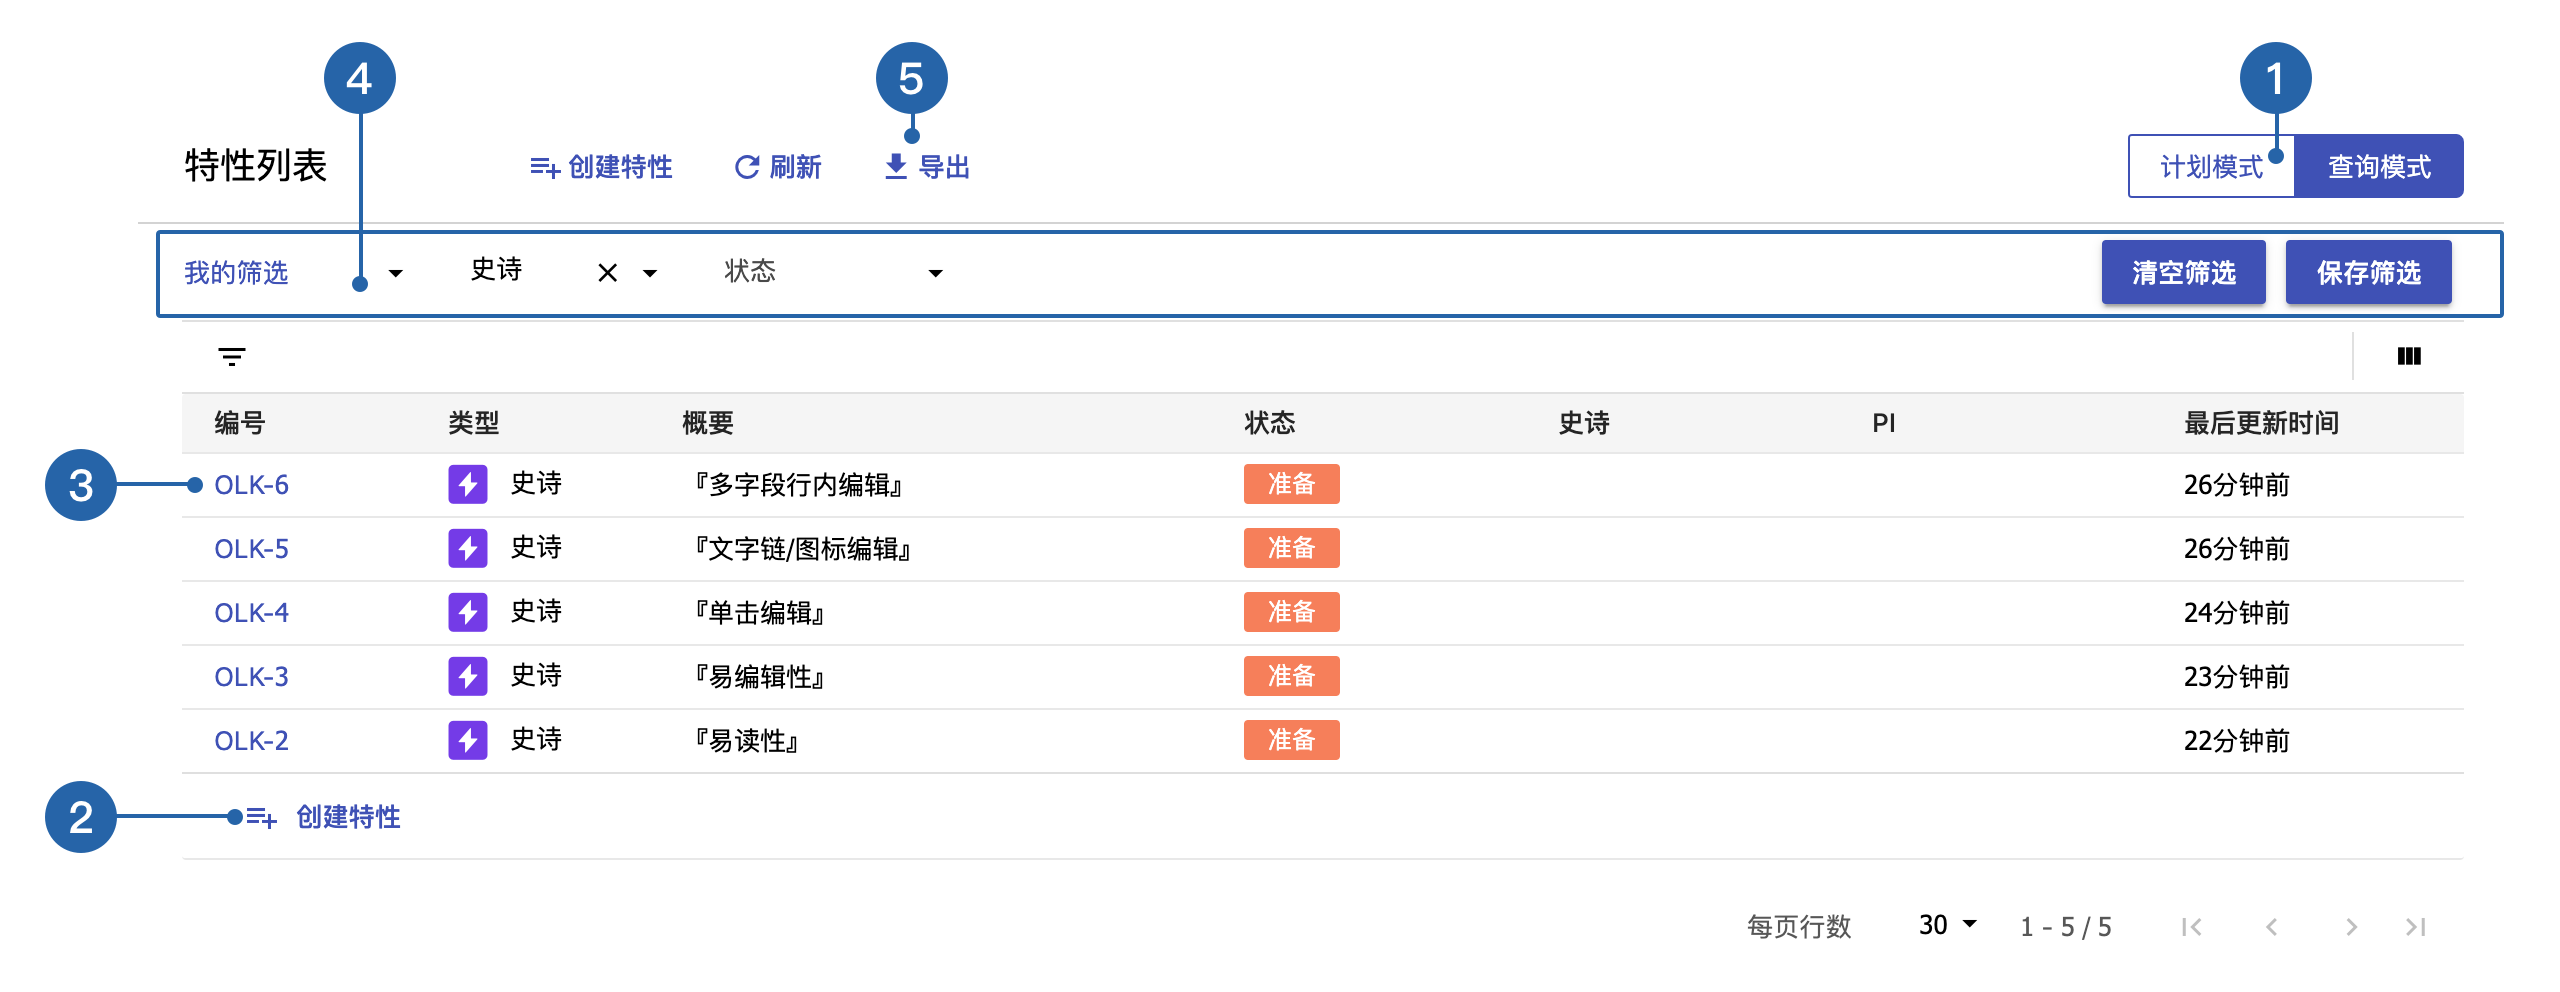 4
5
1
特性列表 创建特性 刷新 导出 计划模式 查询模式
我的筛选 史诗 状态 清空筛选 保存筛选
编号 类型 概要 状态 史诗 PI 最后更新时间
3
OLK-6 史诗 『多字段行内编辑』 准备 26分钟前
OLK-5 史诗 『文字链/图标编辑』 准备 26分钟前
OLK-4 史诗 『单击编辑』 准备 24分钟前
OLK-3 史诗 『易编辑性』 准备 23分钟前
OLK-2 史诗 『易读性』 准备 22分钟前
2
创建特性
每页行数 30 1 - 5 / 5